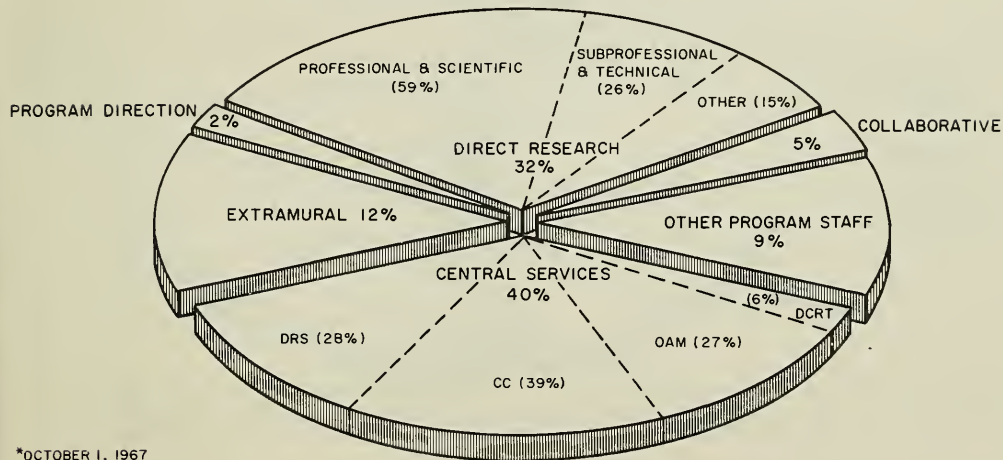 PROFESSIONAL & SCIENTIFIC
(59%)
SUBPROFESSIONAL
& TECHNICAL
(26%)
OTHER (15%)
PROGRAM DIRECTION
2%
COLLABORATIVE
5%
DIRECT RESEARCH
32%
EXTRAMURAL 12%
OTHER PROGRAM STAFF
9%
CENTRAL SERVICES
40%
(6%)
DCRT
DRS (28%)
CC (39%)
OAM (27%)
*OCTOBER 1, 1967